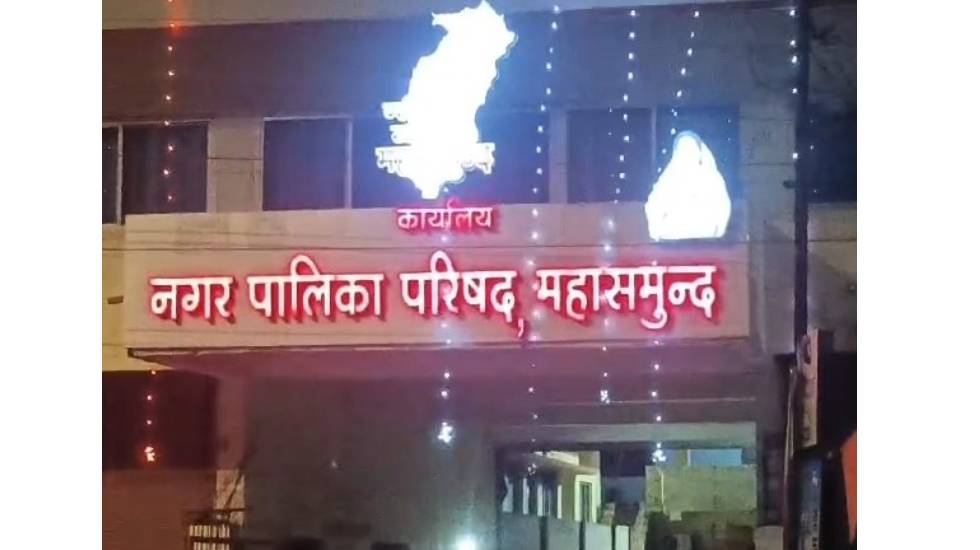 कार्यालय
नगर पालिका परिषद, महासमुन्द